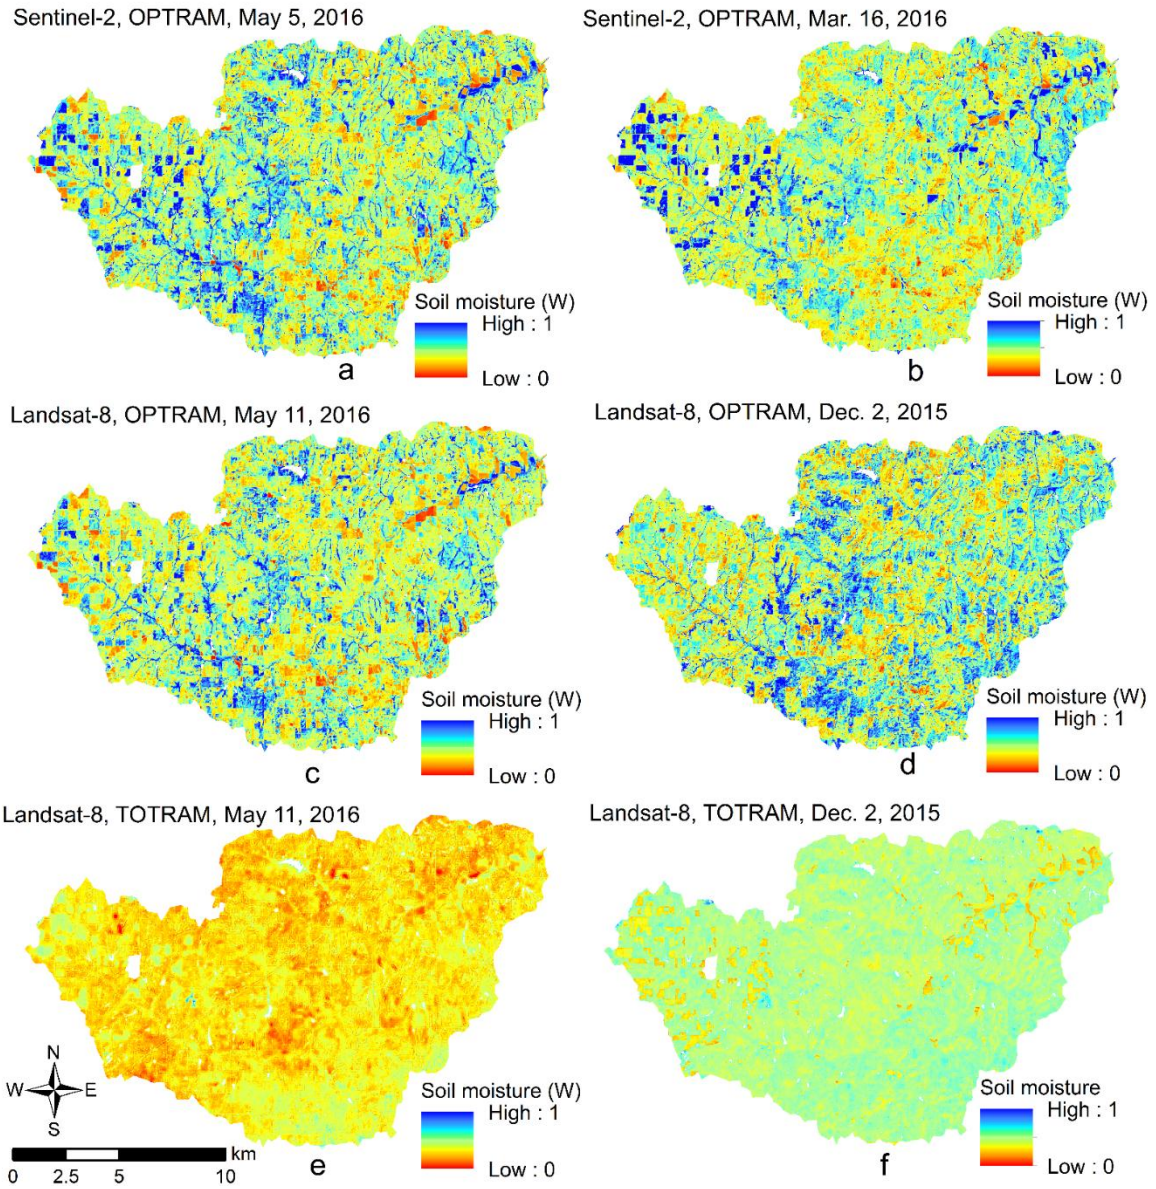 Sentinel-2, OPTRAM, May 5, 2016
Soil moisture (W)
High : 1
Low : 0
a
Sentinel-2, OPTRAM, Mar. 16, 2016
Soil moisture (W)
High : 1
Low : 0
b
Landsat-8, OPTRAM, May 11, 2016
Soil moisture (W)
High : 1
Low : 0
c
Landsat-8, OPTRAM, Dec. 2, 2015
Soil moisture (W)
High : 1
Low : 0
d
Landsat-8, TOTRAM, May 11, 2016
N
W E
S
km
0 2.5 5 10
Soil moisture (W)
High : 1
Low : 0
e
Landsat-8, TOTRAM, Dec. 2, 2015
Soil moisture
High : 1
Low : 0
f